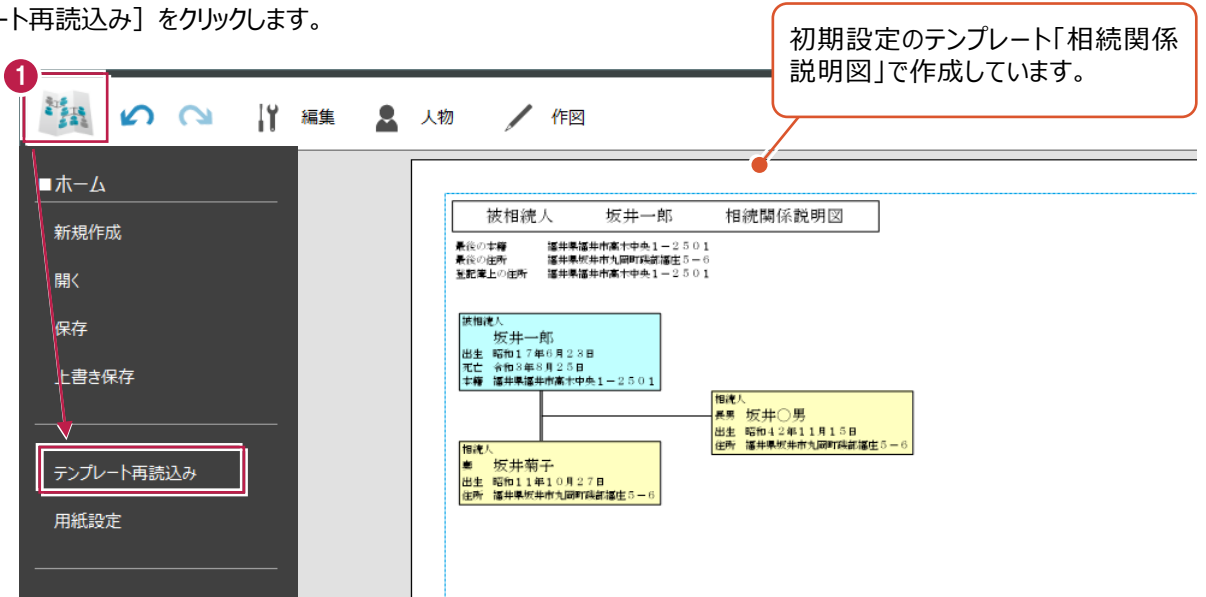 ート再読込み］をクリックします。
初期設定のテンプレート「相続関係
説明図」で作成しています。
1
編集
人物
作図
■ホーム
新規作成
開く
保存
上書き保存
テンプレート再読込み
用紙設定
被相続人 坂井一郎 相続関係説明図
最後の本籍 福井県福井市高木中央１－２５０１
最後の住所 福井県坂井市丸岡町磯部福庄５－６
登記簿上の住所 福井県福井市高木中央１－２５０１
被相続人
坂井一郎
出生 昭和１７年６月２３日
死亡 令和３年８月２５日
本籍 福井県福井市高木中央１－２５０１
相続人
長男 坂井〇男
出生 昭和４２年１１月１５日
住所 福井県坂井市丸岡町磯部福庄５－６
相続人
妻 坂井菊子
出生 昭和１１年１０月２７日
住所 福井県坂井市丸岡町磯部福庄５－６